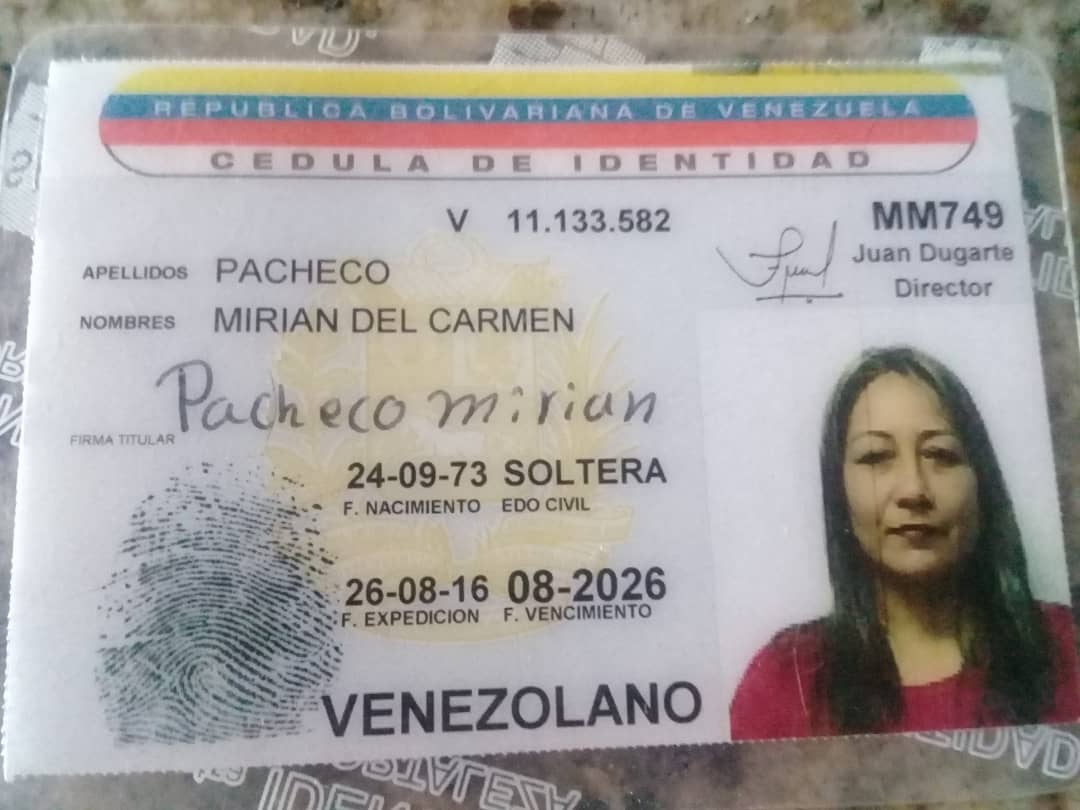 REPUBLICA BOLIVARIANA DE VENEZUELA
CEDULA DE IDENTIDAD
V 11.133.582
MM749
Juan Dugarte
Director
APELLIDOS PACHECO
NOMBRES MIRIAN DEL CARMEN
Pacheco mirian
FIRMA TITULAR
24-09-73 SOLTERA
F. NACIMIENTO EDO CIVIL
26-08-16 08-2026
F. EXPEDICION F. VENCIMIENTO
VENEZOLANO